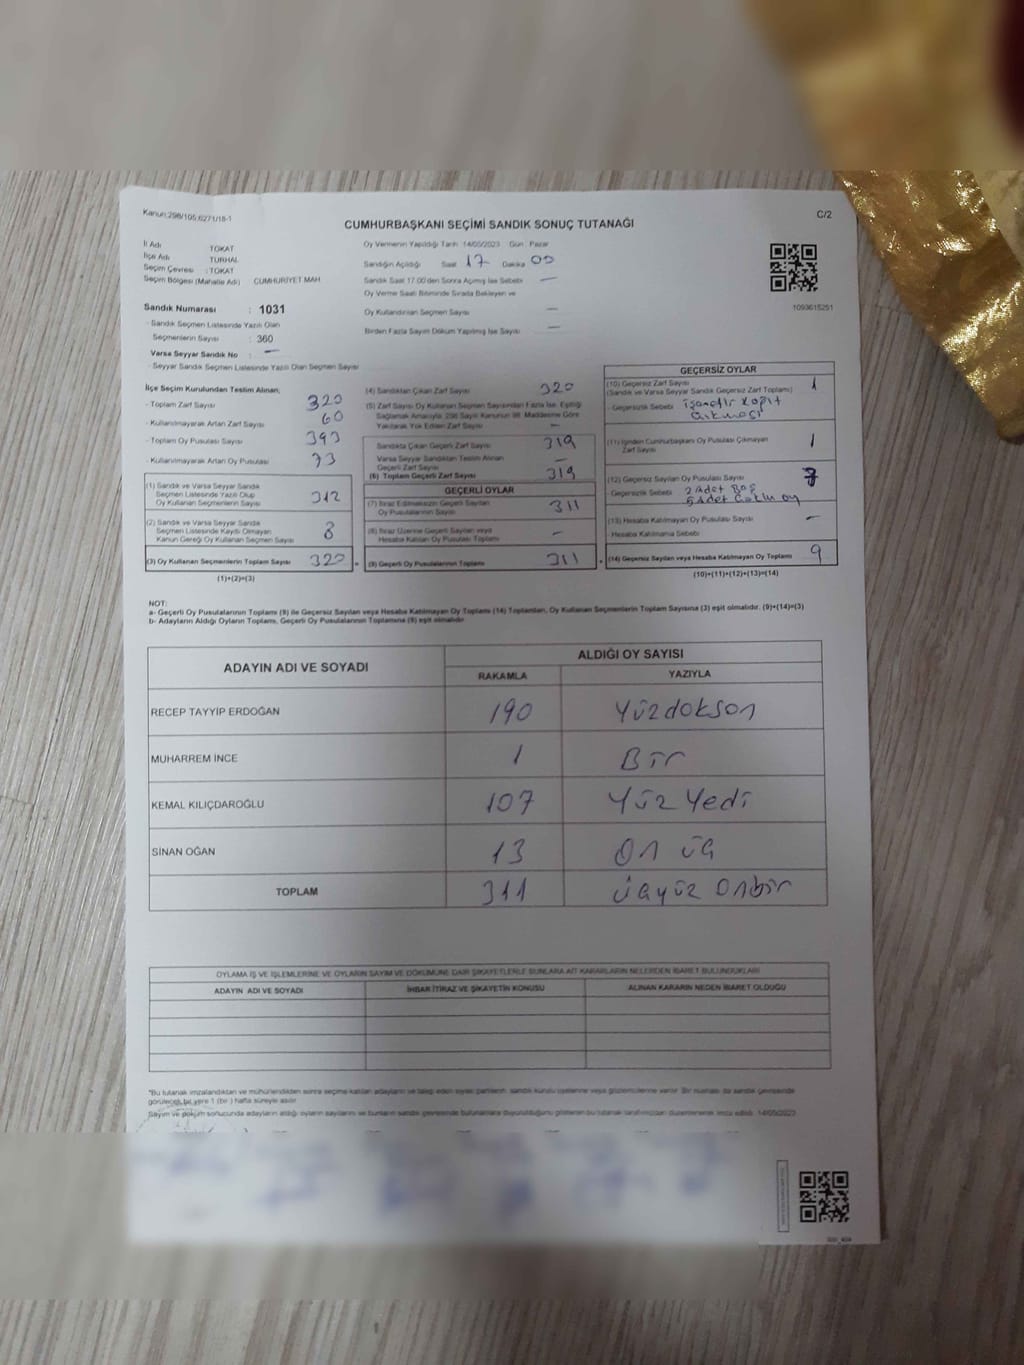 Kanun:298/105;6271/18-1
C/2
CUMHURBAŞKANI SEÇİMİ SANDIK SONUÇ TUTANAĞI
İl Adı TOKAT
İlçe Adı TURHAL
Seçim Çevresi : TOKAT
Seçim Bölgesi (Mahalle Adı) CUMHURİYET MAH
Oy Vermenin Yapıldığı Tarih 14/05/2023 Gün Pazar
Sandığın Açıldığı Saat 17 Dakika 00
Sandık Saat 17:00'den Sonra Açılmış İse Sebebi —
Oy Verme Saati Bitiminde Sırada Bekleyen ve
Oy Kullandırılan Seçmen Sayısı —
Birden Fazla Sayım Döküm Yapılmış İse Sayısı —
1093615251
Sandık Numarası : 1031
- Sandık Seçmen Listesinde Yazılı Olan
Seçmenlerin Sayısı : 360
Varsa Seyyar Sandık No —
- Seyyar Sandık Seçmen Listesinde Yazılı Olan Seçmen Sayısı
İlçe Seçim Kurulundan Teslim Alınan;
- Toplam Zarf Sayısı 320
- Kullanılmayarak Artan Zarf Sayısı 60
- Toplam Oy Pusulası Sayısı 393
- Kullanılmayarak Artan Oy Pusulası 73
(1) Sandık ve Varsa Seyyar Sandık
Seçmen Listesinde Yazılı Olup
Oy Kullanan Seçmenlerin Sayısı 312
(2) Sandık ve Varsa Seyyar Sandık
Seçmen Listesinde Kaydı Olmayan
Kanun Gereği Oy Kullanan Seçmen Sayısı 8
(3) Oy Kullanan Seçmenlerin Toplam Sayısı 320 =
(1)+(2)=(3)
(4) Sandıktan Çıkan Zarf Sayısı 320
(5) Zarf Sayısı Oy Kullanan Seçmen Sayısından Fazla İse, Eşitliği
Sağlamak Amacıyla, 298 Sayılı Kanunun 98. Maddesine Göre
Yakılarak Yok Edilen Zarf Sayısı —
Sandıkta Çıkan Geçerli Zarf Sayısı 319
Varsa Seyyar Sandıktan Teslim Alınan
Geçerli Zarf Sayısı —
(6) Toplam Geçerli Zarf Sayısı 319
GEÇERLİ OYLAR
(7) İtiraz Edilmeksizin Geçerli Sayılan
Oy Pusulası Sayısı 311
(8) İtiraz Üzerine Geçerli Sayılan veya
Hesaba Katılan Oy Pusulası Toplamı —
(9) Geçerli Oy Pusulalarının Toplamı 311 +
GEÇERSİZ OYLAR
(10) Geçersiz Zarf Sayısı
(Sandık ve Varsa Seyyar Sandık Geçersiz Zarf Toplamı) 1
- Geçersizlik Sebebi
(11) İçinden Cumhurbaşkanı Oy Pusulası Çıkmayan
Zarf Sayısı 1
(12) Geçersiz Sayılan Oy Pusulası Sayısı 7
- Geçersizlik Sebebi 2 Adet Boş
5 Adet Çoklu oy
(13) Hesaba Katılmayan Oy Pusulası Sayısı —
- Hesaba Katılmama Sebebi
(14) Geçersiz Sayılan veya Hesaba Katılmayan Oy Toplamı 9
(10)+(11)+(12)+(13)=(14)
NOT:
a- Geçerli Oy Pusulalarının Toplamı (9) ile Geçersiz Sayılan veya Hesaba Katılmayan Oy Toplamı (14) Toplamları, Oy Kullanan Seçmenlerin Toplam Sayısına (3) eşit olmalıdır. (9)+(14)=(3)
b- Adayların Aldığı Oyların Toplamı, Geçerli Oy Pusulalarının Toplamına (9) eşit olmalıdır
ADAYIN ADI VE SOYADI ALDIĞI OY SAYISI
RAKAMLA YAZIYLA
RECEP TAYYİP ERDOĞAN 190 Yüzdokson
MUHARREM İNCE 1 Bir
KEMAL KILIÇDAROĞLU 107 Yüz Yedi
SİNAN OĞAN 13 On üç
TOPLAM 311 üçyüz Onbir
OYLAMA İŞ VE İŞLEMLERİNE VE OYLARIN SAYIM VE DÖKÜMÜNE DAİR ŞİKAYETLERLE BUNLARA AİT KARARLARIN NELERDEN İBARET BULUNDUKLARI
ADAYIN ADI VE SOYADI İHBAR İTİRAZ VE ŞİKAYETİN KONUSU ALINAN KARARIN NEDEN İBARET OLDUĞU
*Bu tutanak imzalandıktan ve mühürlendikten sonra seçime katılan adayların ve talep eden siyasi partilerin sandık kurulu üyelerine veya gözlemcilerine verilir. Bir nüshası da sandık çevresinde
görülecek bir yere 1 (bir ) hafta süreyle asılır
Sayım ve döküm sonucunda adayların aldığı oyların sayılarını ve bunların sandık çevresinde bulunanlara duyurulduğunu gösteren bu tutanak tarafımızdan düzenlenerek imza edildi. 14/05/2023